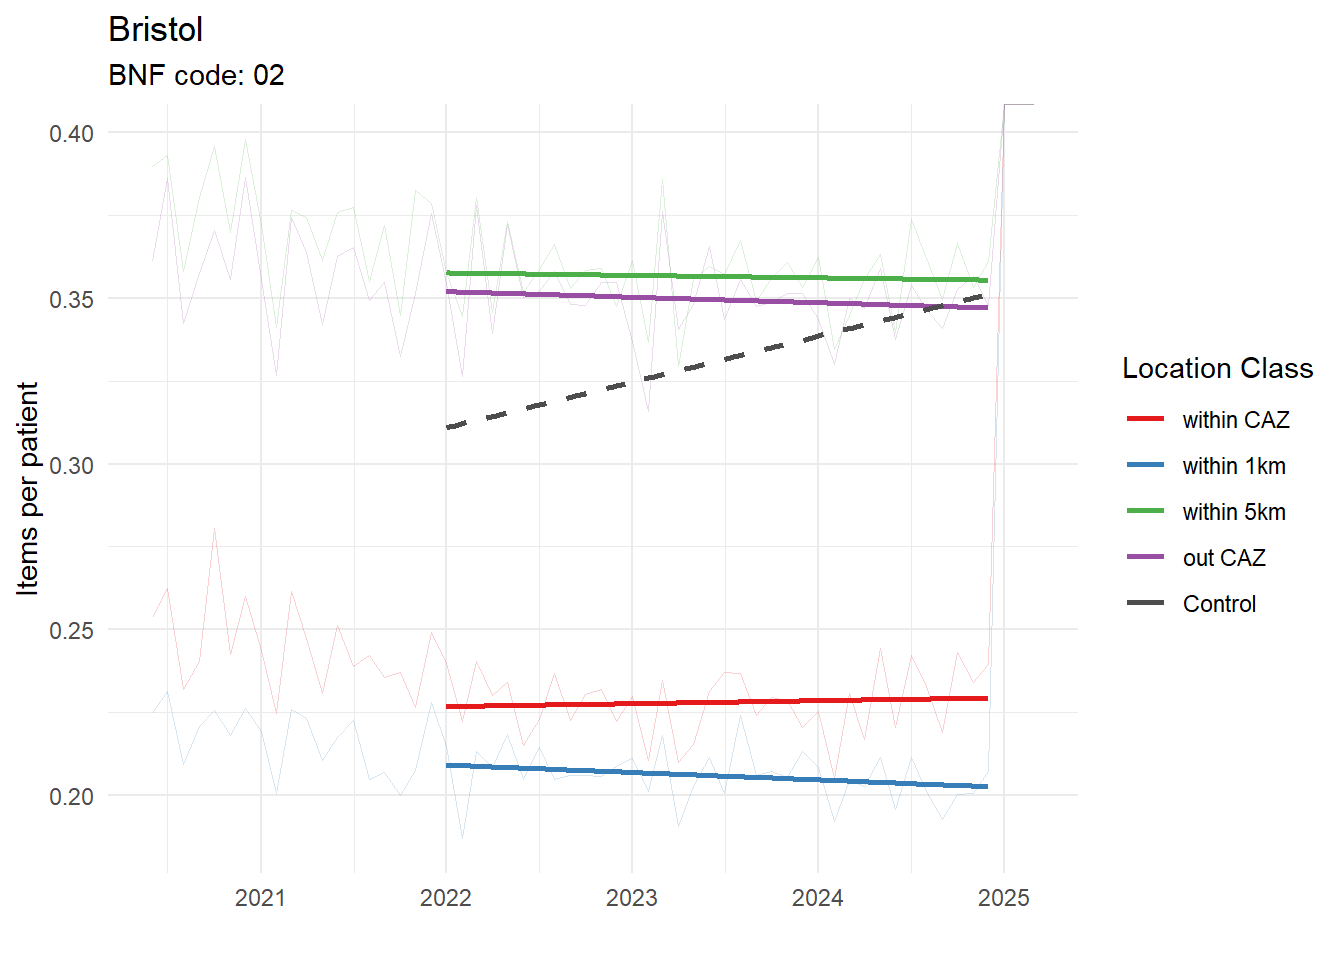 Bristol
BNF code: 02
Items per patient
0.40
0.35
0.30
0.25
0.20
2021 2022 2023 2024 2025
Location Class
within CAZ
within 1km
within 5km
out CAZ
Control